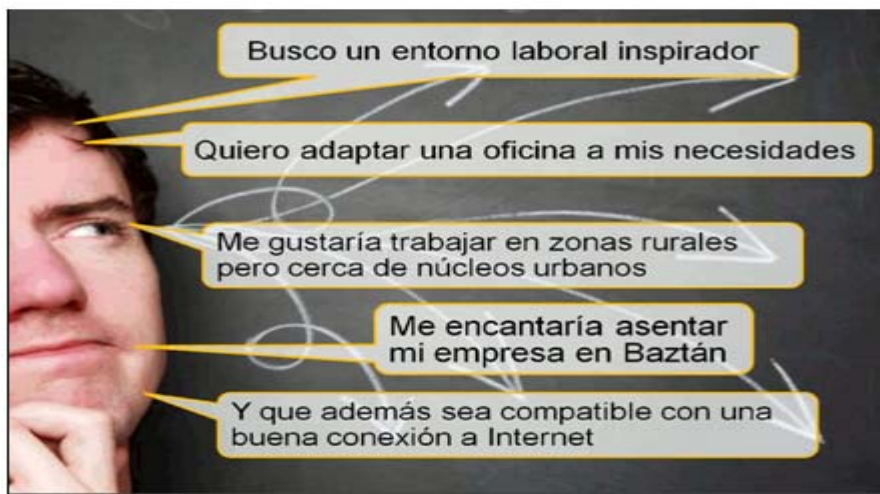 Busco un entorno laboral inspirador
Quiero adaptar una oficina a mis necesidades
Me gustaría trabajar en zonas rurales
pero cerca de núcleos urbanos
Me encantaría asentar
mi empresa en Baztán
Y que además sea compatible con una
buena conexión a Internet